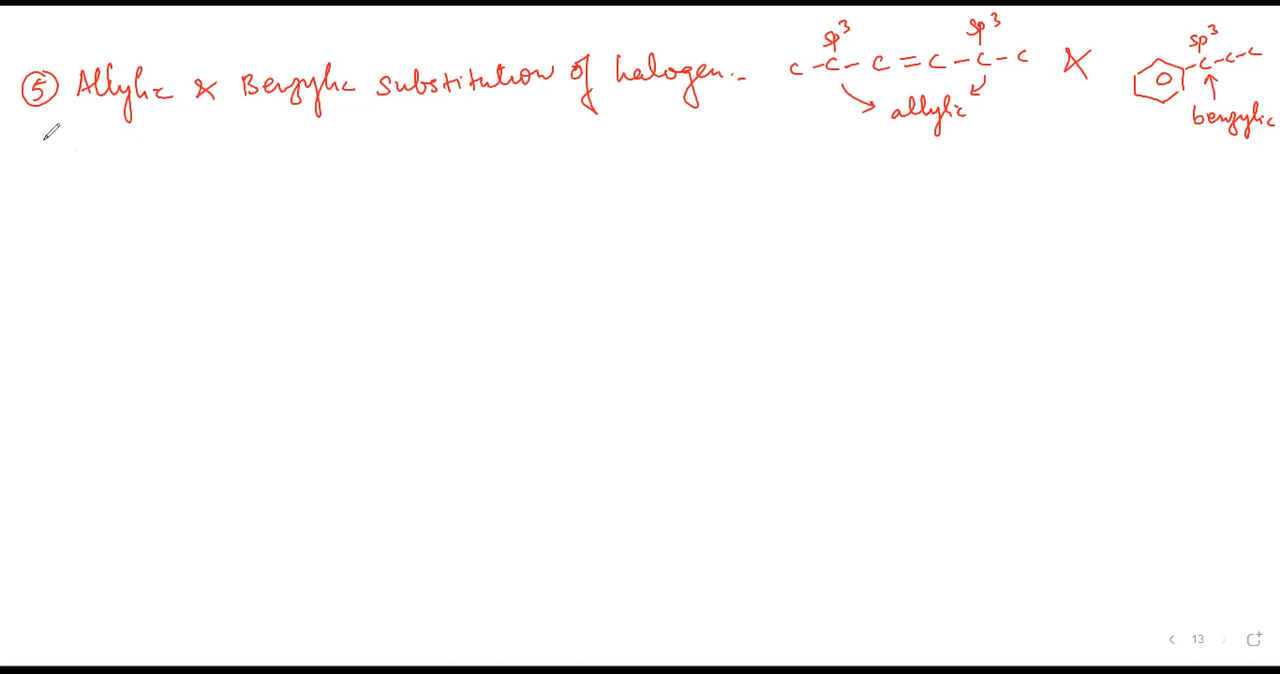 sp³ sp³ sp³
⑤ Allylic & Benzylic substitution of halogen.. c - c - c = c - c - c & c - c - c
allylic benzylic
< 13 >